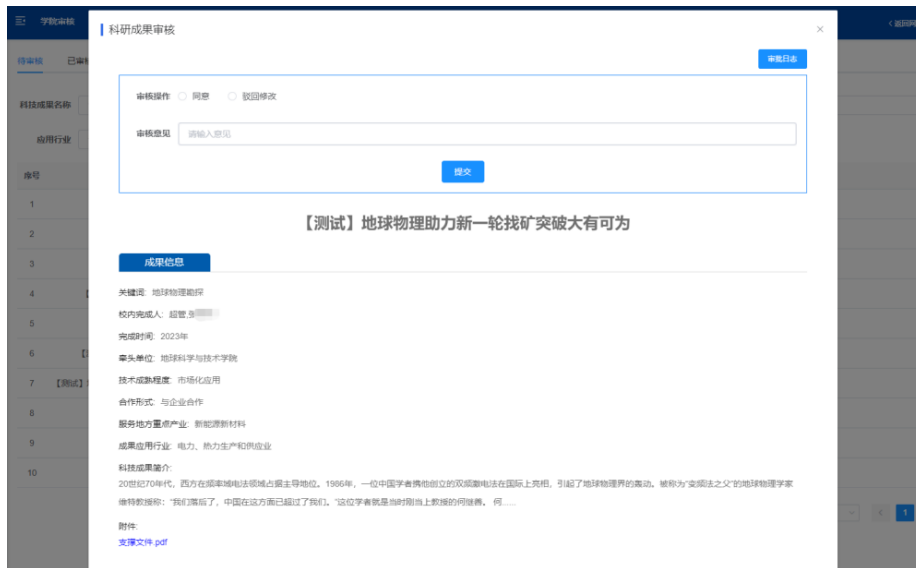 学院审核
科研成果审核
×
< 返回
待审核
已审
审批日志
科技成果名称
应用行业
审核操作 同意 驳回修改
审核意见 请输入意见
提交
序号
1
2
3
4
5
6
7 【测试】
8
9
10
【测试】地球物理助力新一轮找矿突破大有可为
成果信息
关键词: 地球物理勘探
校内完成人: 超管,张
完成时间: 2023年
牵头单位: 地球科学与技术学院
技术成熟程度: 市场化应用
合作形式: 与企业合作
服务地方重点产业: 新能源新材料
成果应用行业: 电力、热力生产和供应业
科技成果简介:
20世纪70年代，西方在频率域电法领域占据主导地位。1986年，一位中国学者携他创立的双频激电法在国际上亮相，引起了地球物理界的轰动。被称为“变频法之父”的地球物理学家
维特教授称：“我们落后了，中国在这方面已超过了我们。”这位学者就是当时刚当上教授的何继善。 何......
附件:
支撑文件.pdf
< 1